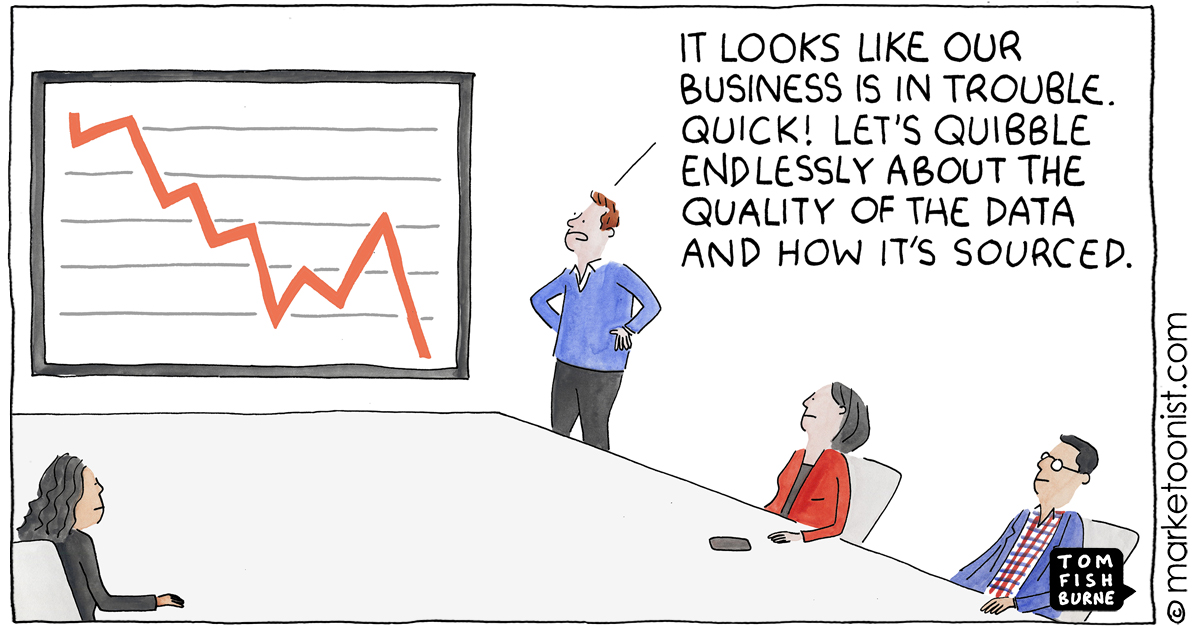 IT LOOKS LIKE OUR
BUSINESS IS IN TROUBLE.
QUICK! LET'S QUIBBLE
ENDLESSLY ABOUT THE
QUALITY OF THE DATA
AND HOW IT'S SOURCED.
TOM
FISH
BURNE
© marketoonist.com